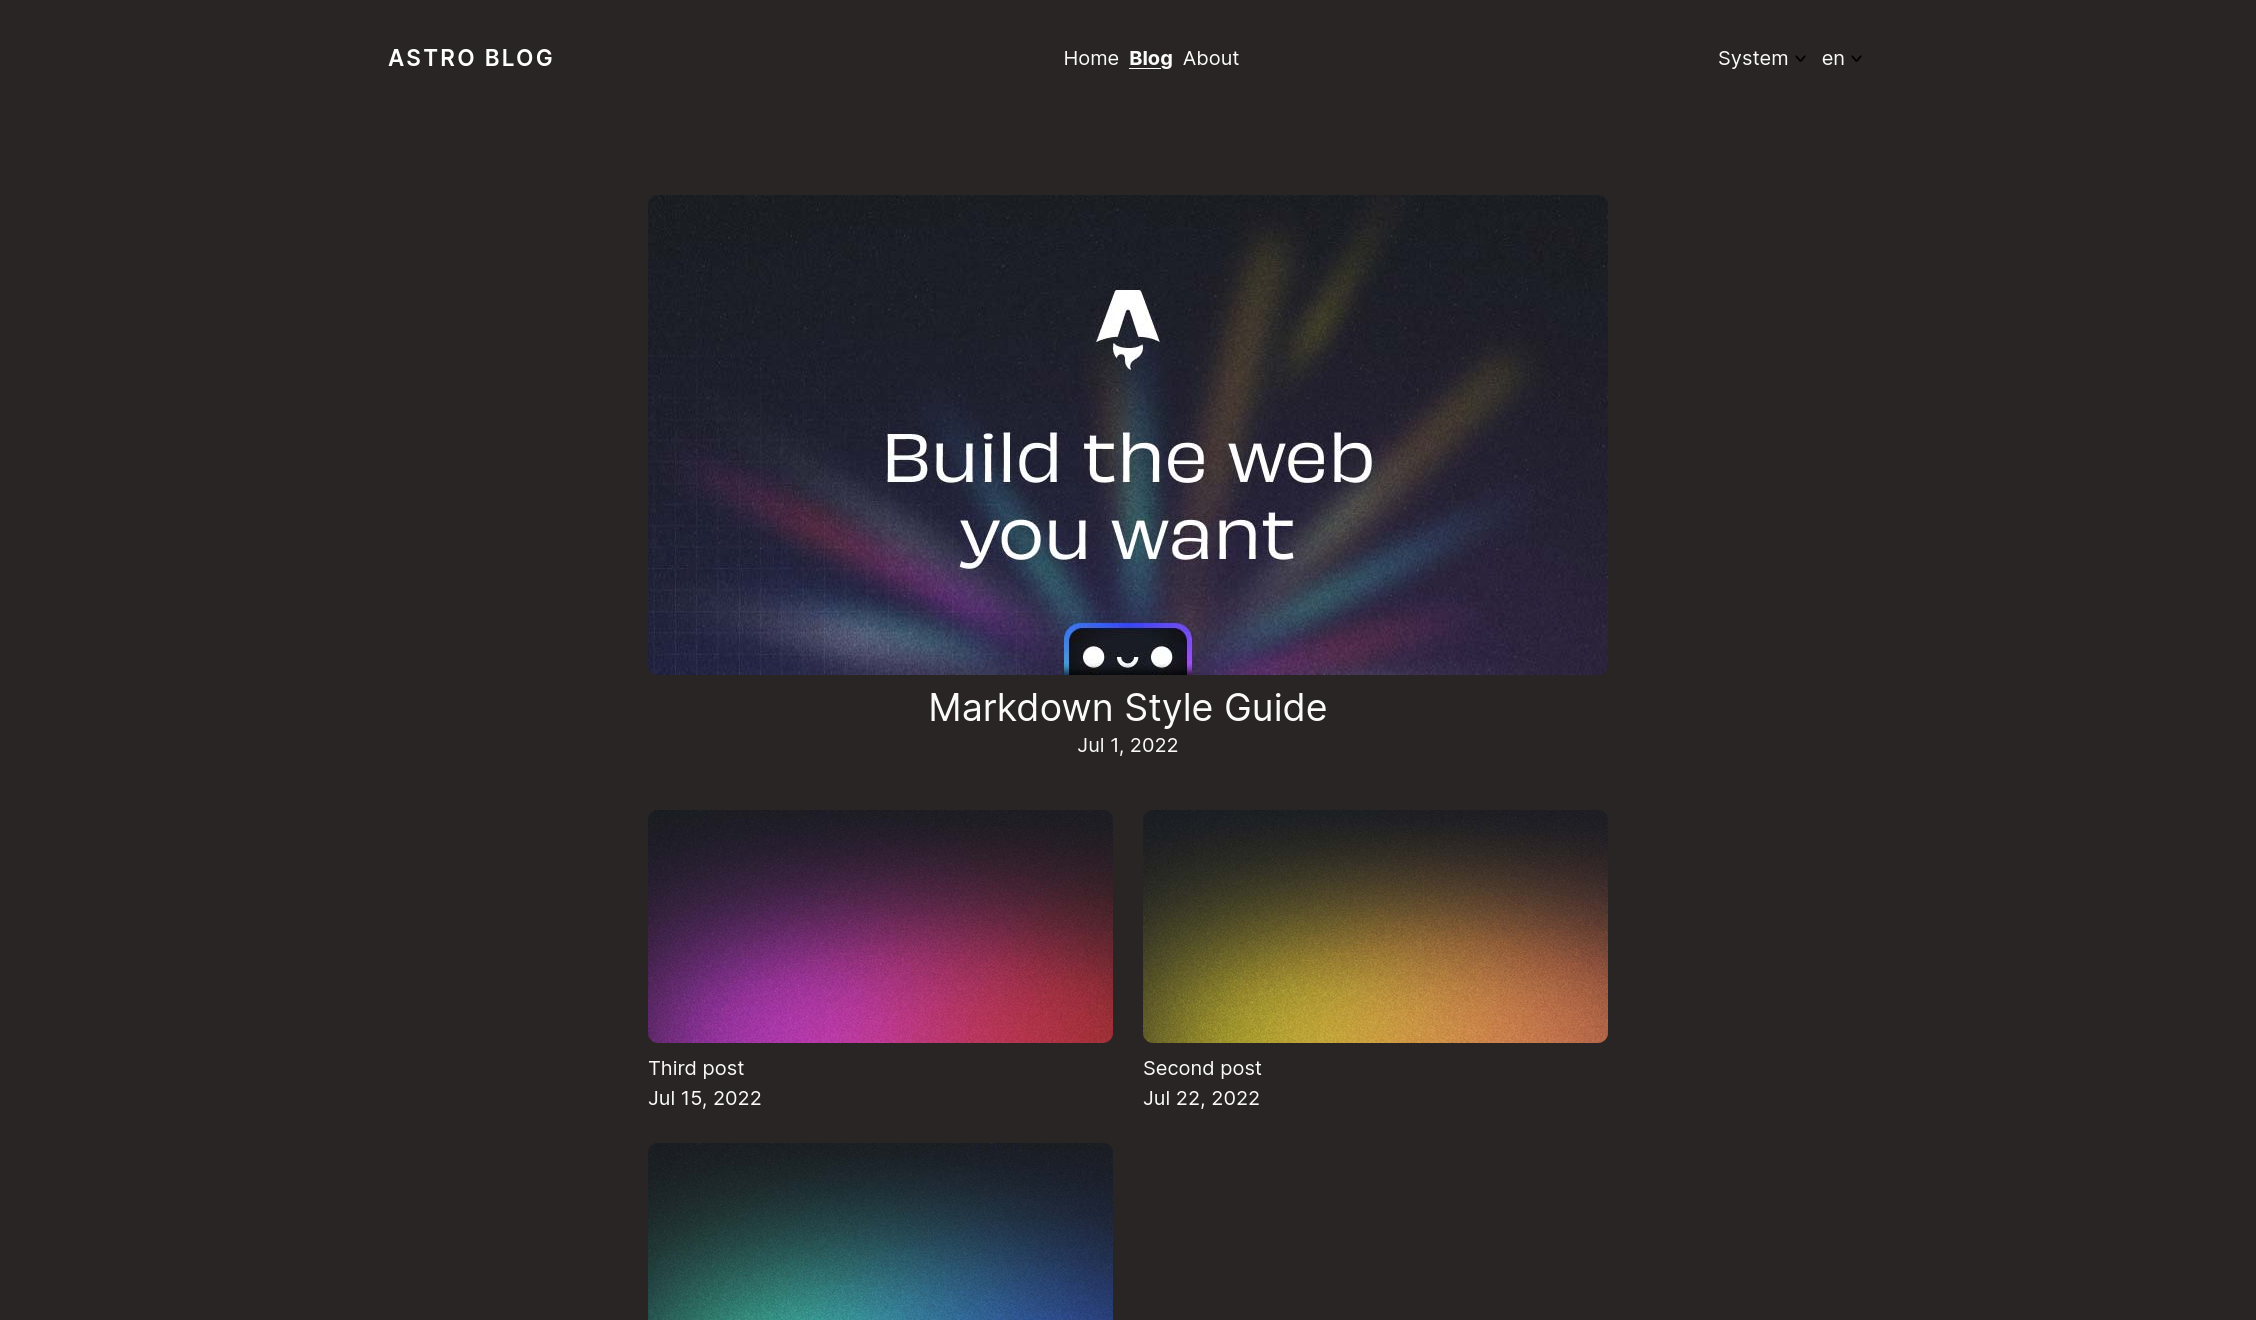 ASTRO BLOG
Home Blog About
System en
Build the web
you want
Markdown Style Guide
Jul 1, 2022
Third post
Jul 15, 2022
Second post
Jul 22, 2022